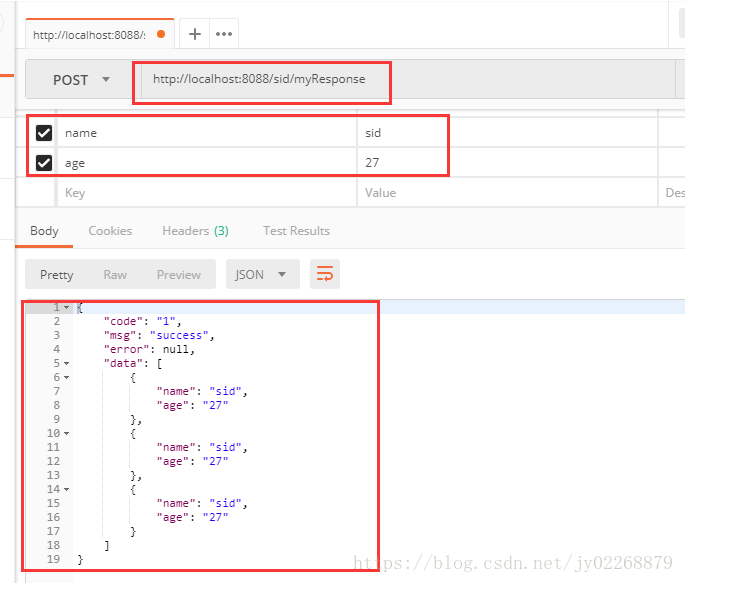 http://localhost:8088/s
POST http://localhost:8088/sid/myResponse
name sid
age 27
Key Value Des
Body Cookies Headers (3) Test Results
Pretty Raw Preview JSON
1 {
2 "code": "1",
3 "msg": "success",
4 "error": null,
5 "data": [
6 {
7 "name": "sid",
8 "age": "27"
9 },
10 {
11 "name": "sid",
12 "age": "27"
13 },
14 {
15 "name": "sid",
16 "age": "27"
17 }
18 ]
19 }
https://blog.csdn.net/jy02268879